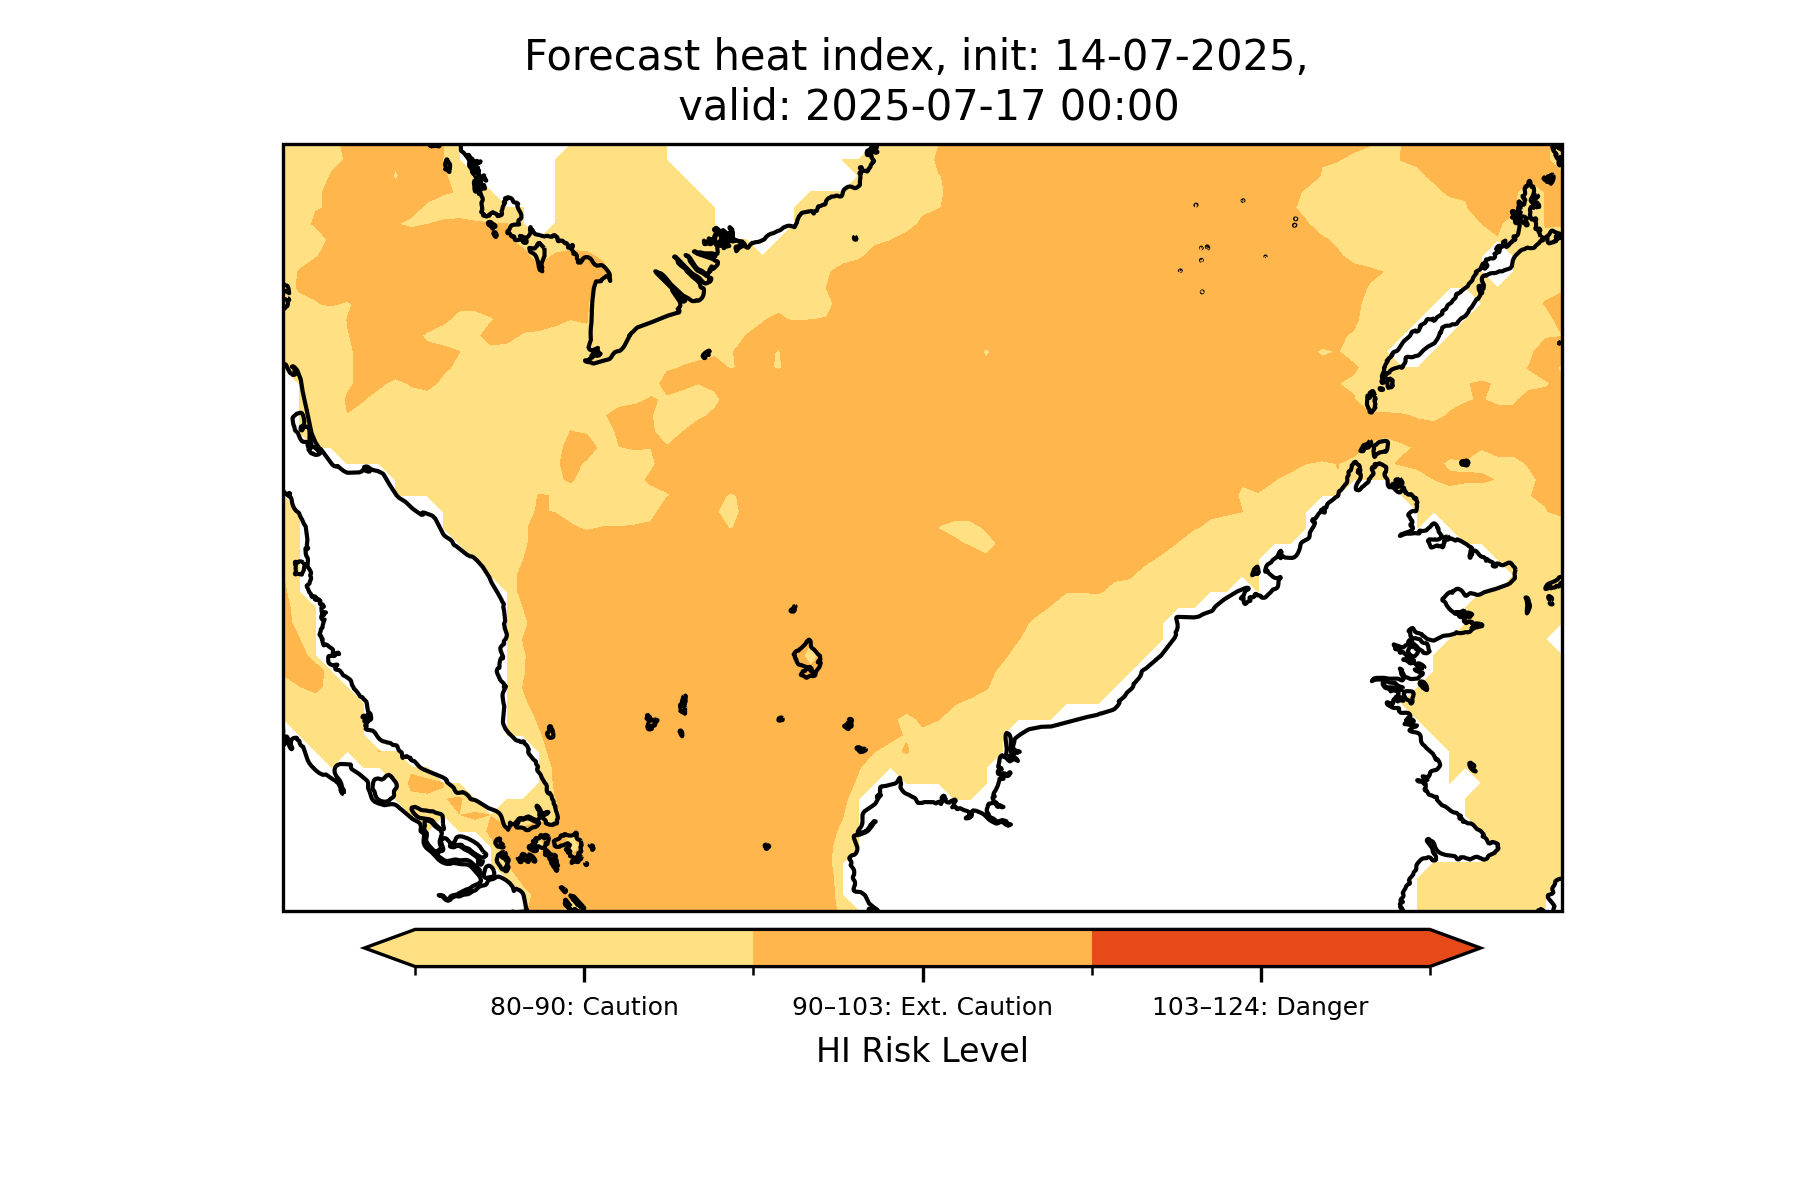 Forecast heat index, init: 14-07-2025,
valid: 2025-07-17 00:00
80–90: Caution
90–103: Ext. Caution
103–124: Danger
HI Risk Level